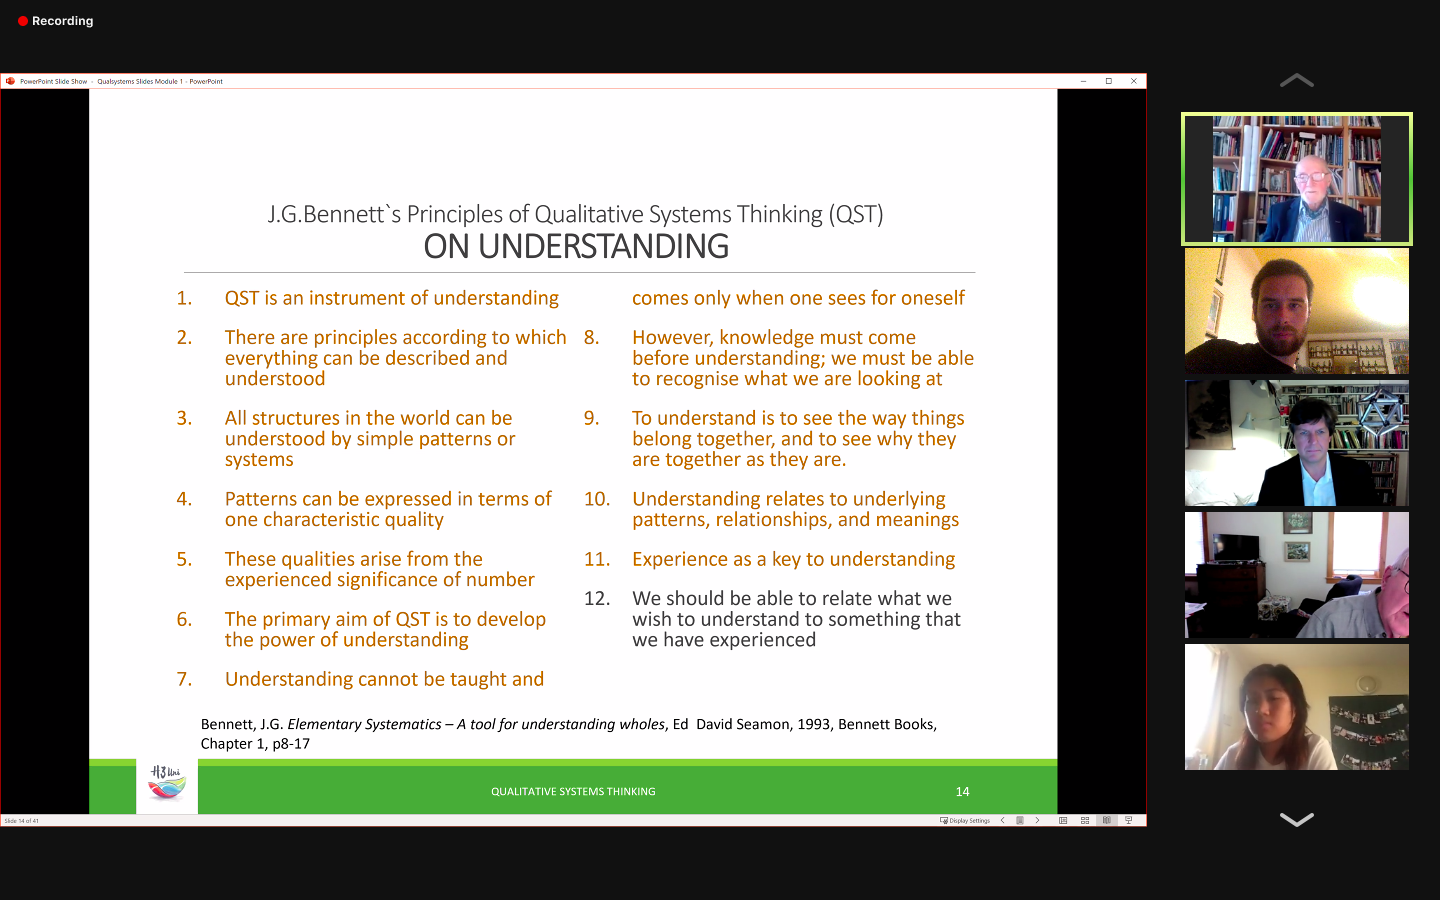 Recording
PowerPoint Slide Show - Qualsystems Slides Module 1 - PowerPoint
J.G.Bennett`s Principles of Qualitative Systems Thinking (QST)
ON UNDERSTANDING
1. QST is an instrument of understanding
2. There are principles according to which
everything can be described and
understood
3. All structures in the world can be
understood by simple patterns or
systems
4. Patterns can be expressed in terms of
one characteristic quality
5. These qualities arise from the
experienced significance of number
6. The primary aim of QST is to develop
the power of understanding
7. Understanding cannot be taught and
comes only when one sees for oneself
8. However, knowledge must come
before understanding; we must be able
to recognise what we are looking at
9. To understand is to see the way things
belong together, and to see why they
are together as they are.
10. Understanding relates to underlying
patterns, relationships, and meanings
11. Experience as a key to understanding
12. We should be able to relate what we
wish to understand to something that
we have experienced
Bennett, J.G. Elementary Systematics – A tool for understanding wholes, Ed David Seamon, 1993, Bennett Books,
Chapter 1, p8-17
H3Uni
QUALITATIVE SYSTEMS THINKING
14
Slide 14 of 41
Display Settings